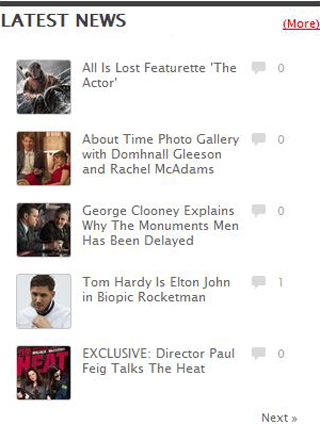 LATEST NEWS
(More)
All Is Lost Featurette 'The
Actor'
0
About Time Photo Gallery
with Domhnall Gleeson
and Rachel McAdams
0
George Clooney Explains
Why The Monuments Men
Has Been Delayed
0
Tom Hardy Is Elton John
in Biopic Rocketman
1
THE
HEAT
EXCLUSIVE: Director Paul
Feig Talks The Heat
0
Next »